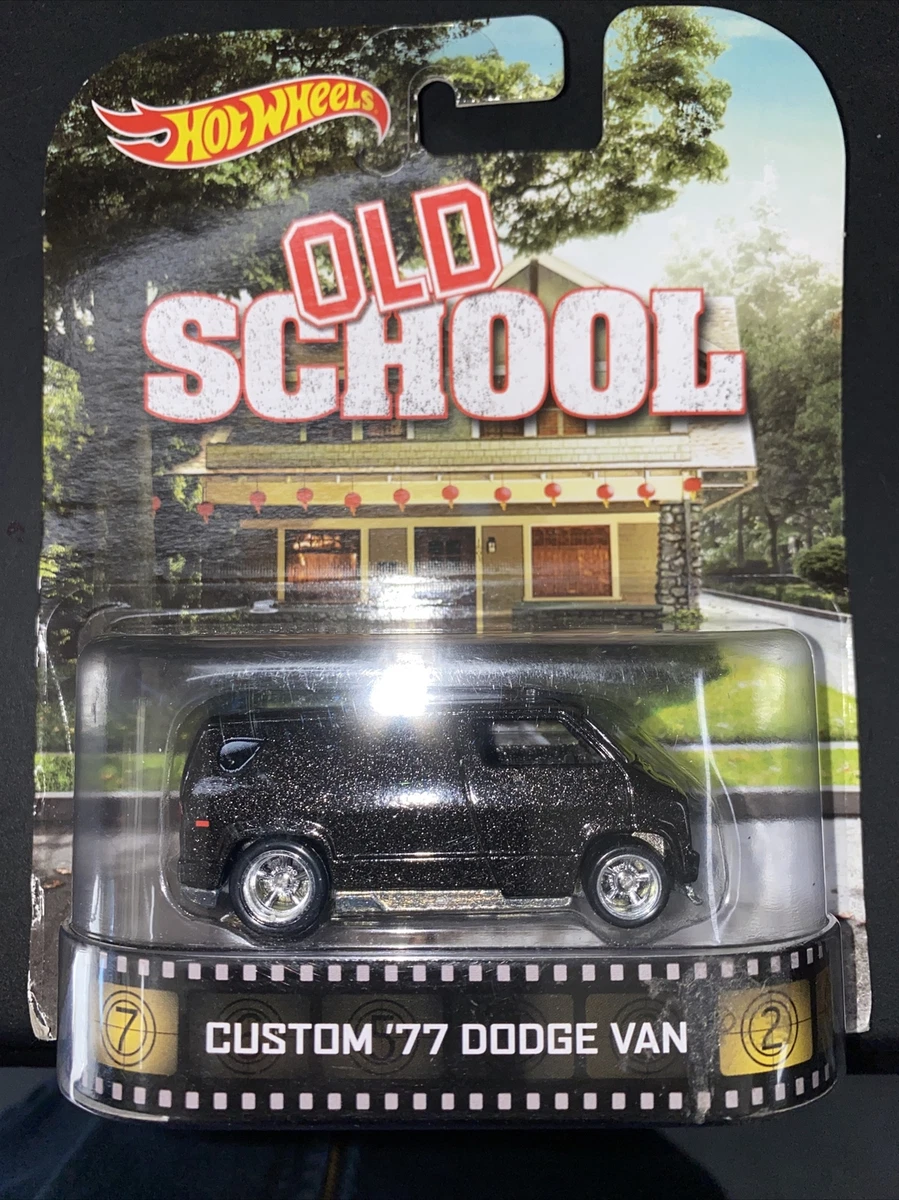 HOT WHEELS
OLD
SCHOOL
7 CUSTOM '77 DODGE VAN 2